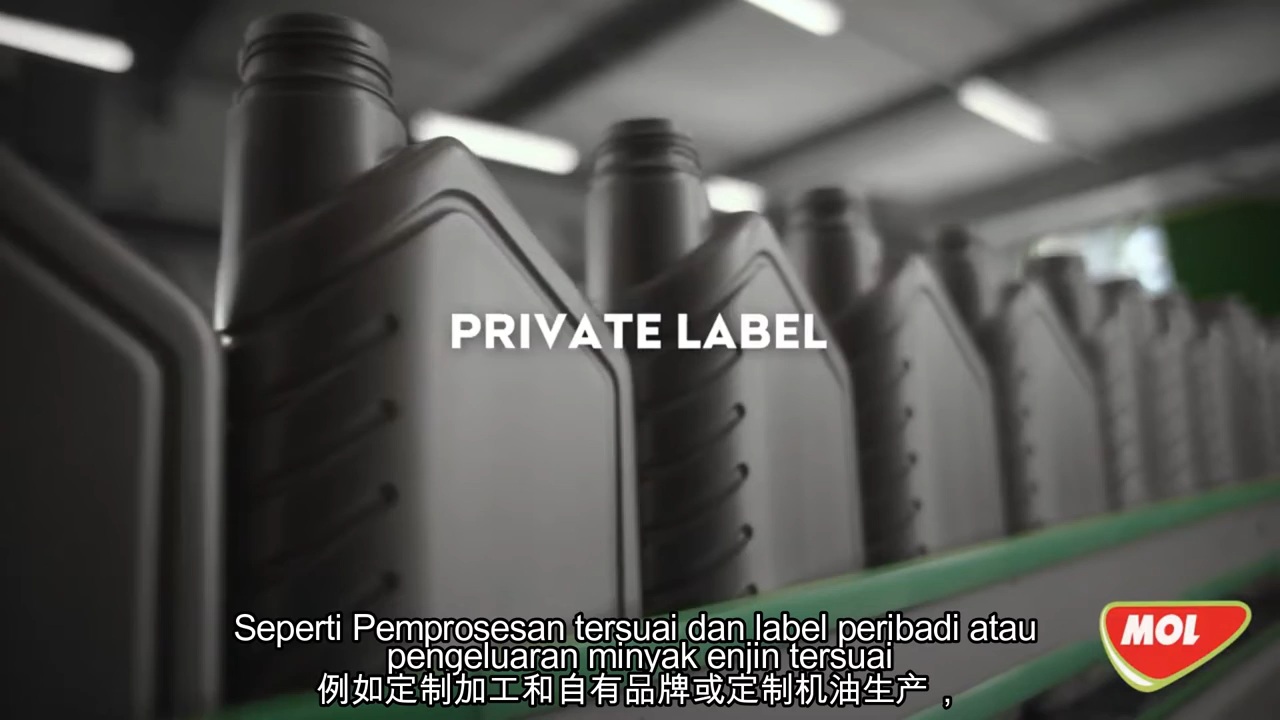 PRIVATE LABEL
Seperti Pemprosesan tersuai dan label peribadi atau
pengeluaran minyak enjin tersuai
例如定制加工和自有品牌或定制机油生产，
MOL